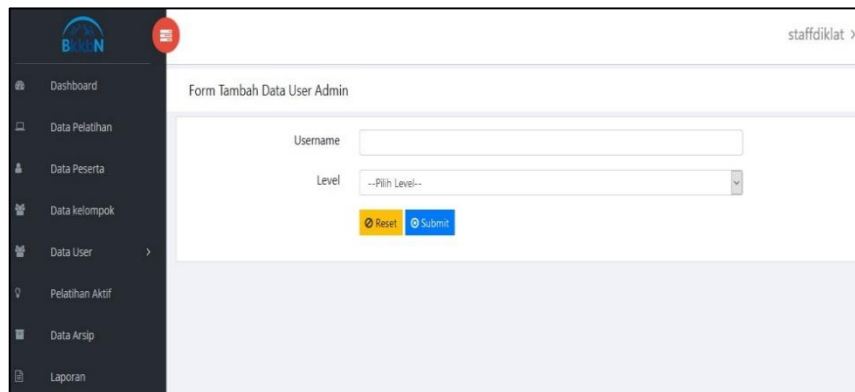 BkkbN
staffdiklat >
Dashboard
Data Pelatihan
Data Peserta
Data kelompok
Data User >
Pelatihan Aktif
Data Arsip
Laporan
Form Tambah Data User Admin
Username
Level
--Pilih Level--
Reset
Submit